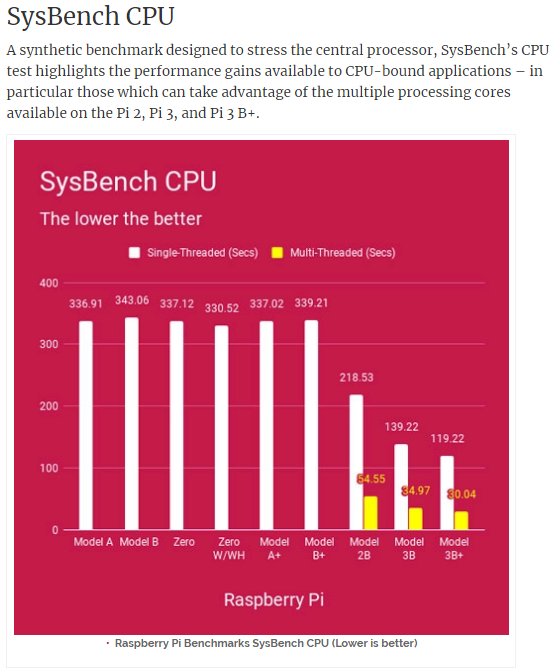 SysBench CPU
A synthetic benchmark designed to stress the central processor, SysBench’s CPU
test highlights the performance gains available to CPU-bound applications – in
particular those which can take advantage of the multiple processing cores
available on the Pi 2, Pi 3, and Pi 3 B+.
SysBench CPU
The lower the better
Single-Threaded (Secs) Multi-Threaded (Secs)
400
336.91 343.06 337.12 330.52 337.02 339.21
300
218.53
200
139.22
119.22
100
54.55
34.97
30.04
0
Model A Model B Zero Zero W/WH Model A+ Model B+ Model 2B Model 3B Model 3B+
Raspberry Pi
• Raspberry Pi Benchmarks SysBench CPU (Lower is better)